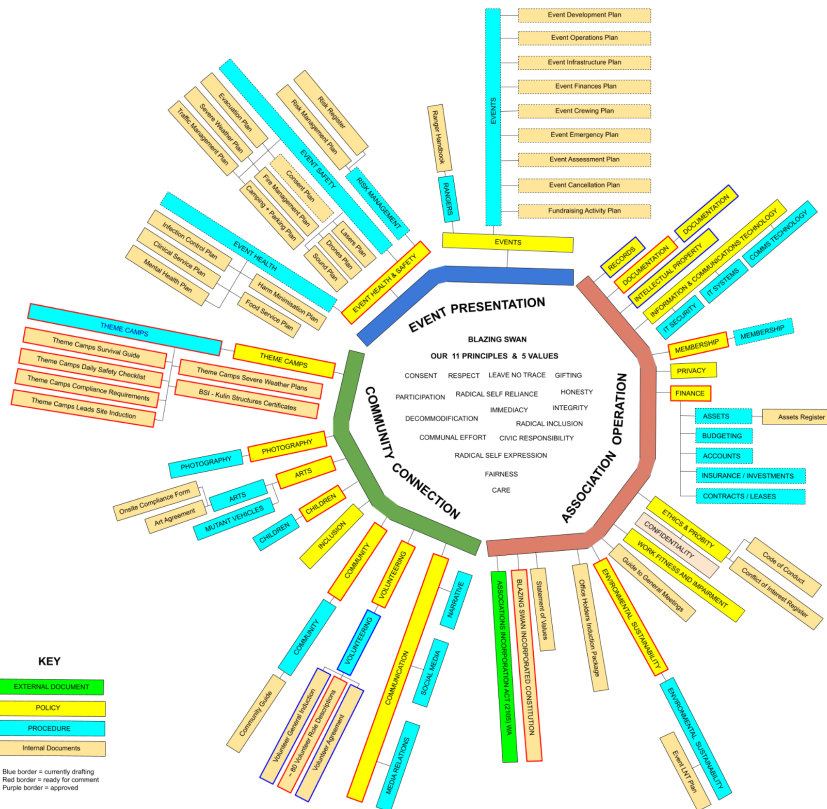 Event Development Plan
Event Operations Plan
Event Infrastructure Plan
Event Finances Plan
Event Crewing Plan
Event Emergency Plan
Event Assessment Plan
Event Cancellation Plan
Fundraising Activity Plan
EVENTS
EVENTS
Ranger Handbook
RANGERS
Risk Register
Risk Management Plan
RISK MANAGEMENT
EVENT SAFETY
Evacuation Plan
Severe Weather Plan
Traffic Management Plan
Consent Plan
Fire Management Plan
Camping + Parking Plan
Lasers Plan
Drones Plan
Sound Plan
EVENT HEALTH & SAFETY
EVENT HEALTH
Infection Control Plan
Clinical Service Plan
Mental Health Plan
Harm Minimisation Plan
Food Service Plan
RECORDS
DOCUMENTATION
DOCUMENTATION
INTELLECTUAL PROPERTY
INFORMATION & COMMUNICATIONS TECHNOLOGY
IT SECURITY
IT SYSTEMS
COMMS TECHNOLOGY
MEMBERSHIP
MEMBERSHIP
PRIVACY
FINANCE
ASSETS
Assets Register
BUDGETING
ACCOUNTS
INSURANCE / INVESTMENTS
CONTRACTS / LEASES
EVENT PRESENTATION
BLAZING SWAN
OUR 11 PRINCIPLES & 5 VALUES
CONSENT RESPECT LEAVE NO TRACE GIFTING
PARTICIPATION RADICAL SELF RELIANCE HONESTY
IMMEDIACY INTEGRITY
DECOMMODIFICATION RADICAL INCLUSION
COMMUNAL EFFORT CIVIC RESPONSIBILITY
RADICAL SELF EXPRESSION
FAIRNESS
CARE
COMMUNITY CONNECTION
ASSOCIATION OPERATION
THEME CAMPS
Theme Camps Survival Guide
Theme Camps Daily Safety Checklist
Theme Camps Compliance Requirements
Theme Camps Leads Site Induction
THEME CAMPS
Theme Camps Severe Weather Plans
BSI - Kulin Structures Certificates
PHOTOGRAPHY
PHOTOGRAPHY
ARTS
ARTS
Onsite Compliance Form
Art Agreement
MUTANT VEHICLES
CHILDREN
CHILDREN
INCLUSION
COMMUNITY
COMMUNITY
Community Guide
VOLUNTEERING
VOLUNTEERING
Volunteer General Induction
~ 80 Volunteer Role Descriptions
Volunteer Agreement
COMMUNICATION
NARRATIVE
SOCIAL MEDIA
MEDIA RELATIONS
ASSOCIATIONS INCORPORATION ACT (2105) WA
BLAZING SWAN INCORPORATED CONSTITUTION
Statement of Values
Office Holders Induction Package
ENVIRONMENTAL SUSTAINABILITY
ENVIRONMENTAL SUSTAINABILITY
Event LNT Plan
Guide to General Meetings
WORK FITNESS AND IMPAIRMENT
CONFIDENTIALITY
ETHICS & PROBITY
Code of Conduct
Conflict of Interest Register
KEY
EXTERNAL DOCUMENT
POLICY
PROCEDURE
Internal Documents
Blue border = currently drafting
Red border = ready for comment
Purple border = approved